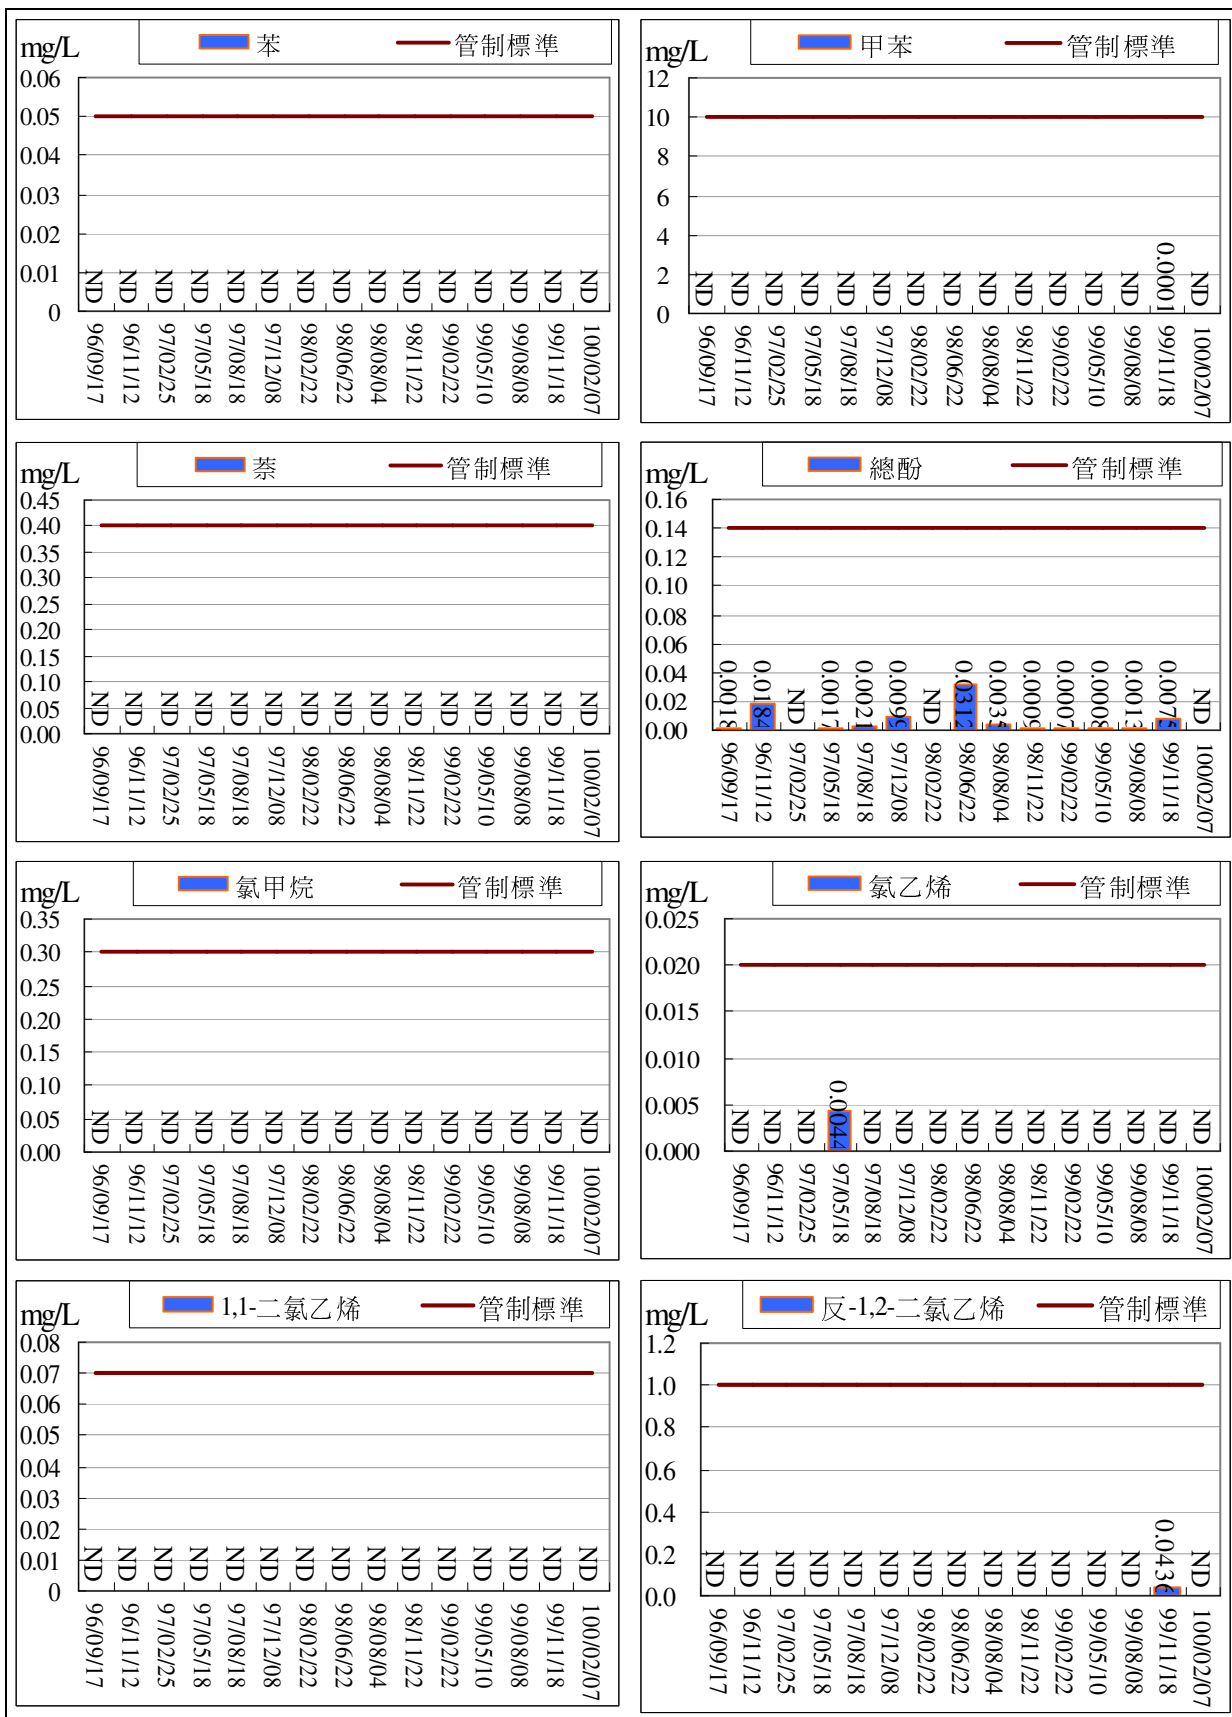 mg/L 苯 管制標準
0.06
0.05
0.04
0.03
0.02
0.01
0
ND ND ND ND ND ND ND ND ND ND ND ND ND ND ND
96/09/17 96/11/12 97/02/25 97/05/18 97/08/18 97/12/08 98/02/22 98/06/22 98/08/04 98/11/22 99/02/22 99/05/10 99/08/08 99/11/18 100/02/07
mg/L 甲苯 管制標準
12
10
8
6
4
2
0
ND ND ND ND ND ND ND ND ND ND ND ND ND 0.0001 ND
96/09/17 96/11/12 97/02/25 97/05/18 97/08/18 97/12/08 98/02/22 98/06/22 98/08/04 98/11/22 99/02/22 99/05/10 99/08/08 99/11/18 100/02/07
mg/L 萘 管制標準
0.45
0.40
0.35
0.30
0.25
0.20
0.15
0.10
0.05
0.00
ND ND ND ND ND ND ND ND ND ND ND ND ND ND ND
96/09/17 96/11/12 97/02/25 97/05/18 97/08/18 97/12/08 98/02/22 98/06/22 98/08/04 98/11/22 99/02/22 99/05/10 99/08/08 99/11/18 100/02/07
mg/L 總酚 管制標準
0.16
0.14
0.12
0.10
0.08
0.06
0.04
0.02
0.00
0.0018 0.0184 ND 0.0017 0.0021 0.0099 ND 0.0312 0.0035 0.0009 0.0007 0.0008 0.0013 0.0075 ND
96/09/17 96/11/12 97/02/25 97/05/18 97/08/18 97/12/08 98/02/22 98/06/22 98/08/04 98/11/22 99/02/22 99/05/10 99/08/08 99/11/18 100/02/07
mg/L 氯甲烷 管制標準
0.35
0.30
0.25
0.20
0.15
0.10
0.05
0.00
ND ND ND ND ND ND ND ND ND ND ND ND ND ND ND
96/09/17 96/11/12 97/02/25 97/05/18 97/08/18 97/12/08 98/02/22 98/06/22 98/08/04 98/11/22 99/02/22 99/05/10 99/08/08 99/11/18 100/02/07
mg/L 氯乙烯 管制標準
0.025
0.020
0.015
0.010
0.005
0.000
ND ND ND 0.0044 ND ND ND ND ND ND ND ND ND ND ND
96/09/17 96/11/12 97/02/25 97/05/18 97/08/18 97/12/08 98/02/22 98/06/22 98/08/04 98/11/22 99/02/22 99/05/10 99/08/08 99/11/18 100/02/07
mg/L 1,1-二氯乙烯 管制標準
0.08
0.07
0.06
0.05
0.04
0.03
0.02
0.01
0
ND ND ND ND ND ND ND ND ND ND ND ND ND ND ND
96/09/17 96/11/12 97/02/25 97/05/18 97/08/18 97/12/08 98/02/22 98/06/22 98/08/04 98/11/22 99/02/22 99/05/10 99/08/08 99/11/18 100/02/07
mg/L 反-1,2-二氯乙烯 管制標準
1.2
1.0
0.8
0.6
0.4
0.2
0.0
ND ND ND ND ND ND ND ND ND ND ND ND ND 0.0436 ND
96/09/17 96/11/12 97/02/25 97/05/18 97/08/18 97/12/08 98/02/22 98/06/22 98/08/04 98/11/22 99/02/22 99/05/10 99/08/08 99/11/18 100/02/07